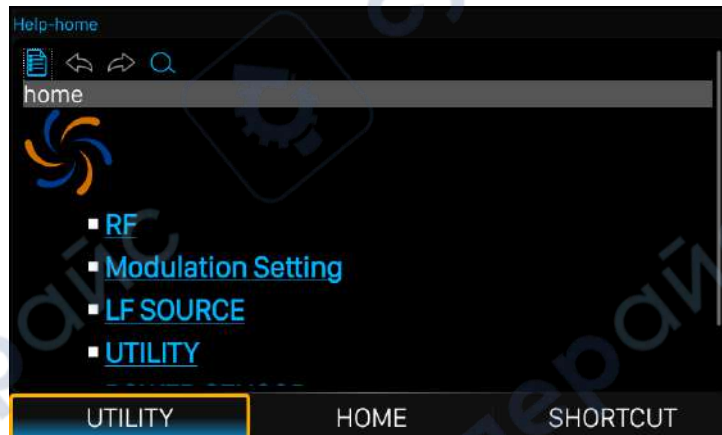 Help-home
home
RF
Modulation Setting
LF SOURCE
UTILITY
UTILITY HOME SHORTCUT